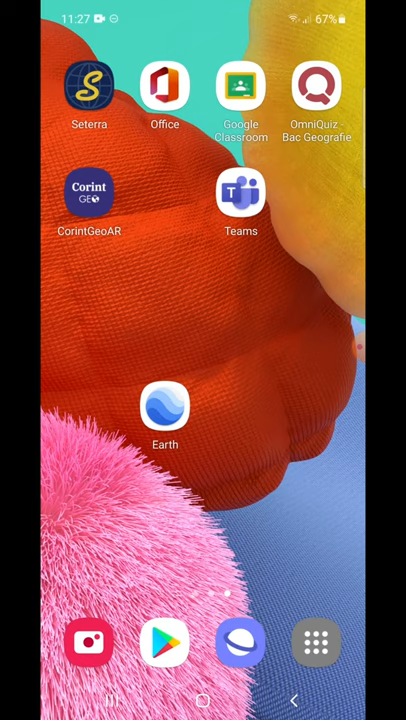 11:27
67%
Seterra
Office
Google
Classroom
OmniQuiz -
Bac Geografie
S
Corint
GEO
T
CorintGeoAR
Teams
Earth